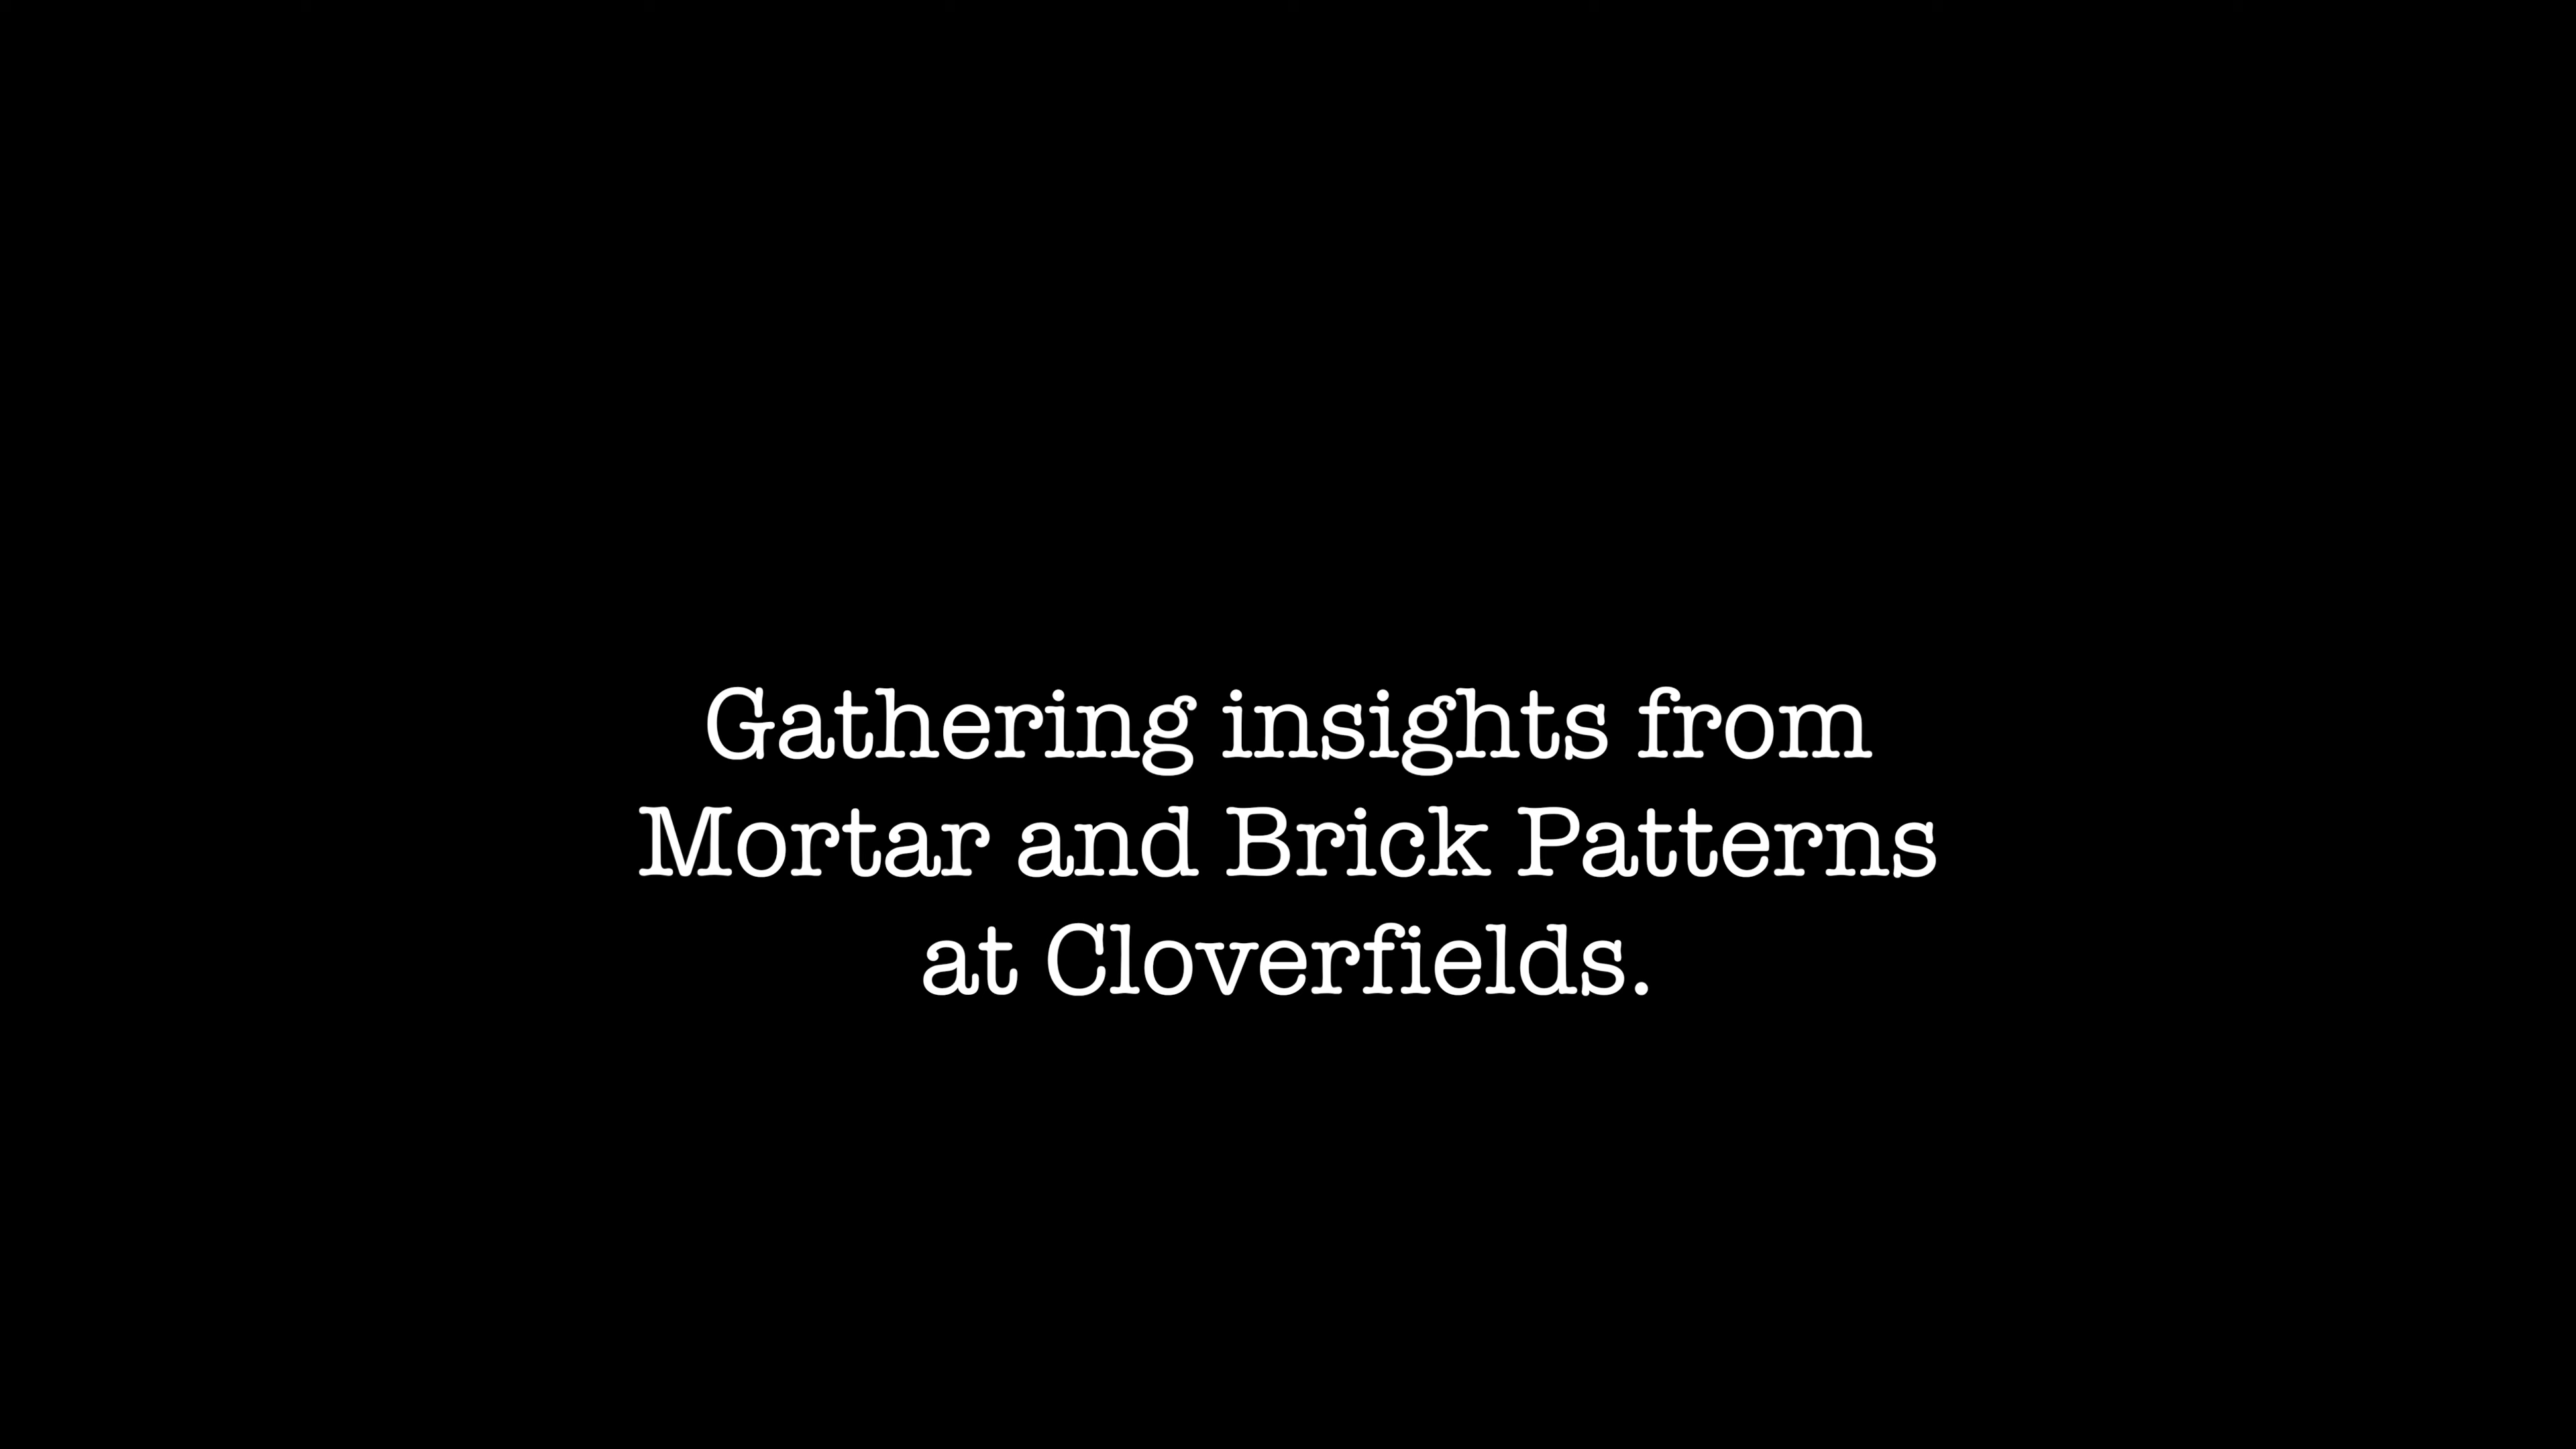 Gathering insights from
Mortar and Brick Patterns
at Cloverfields.